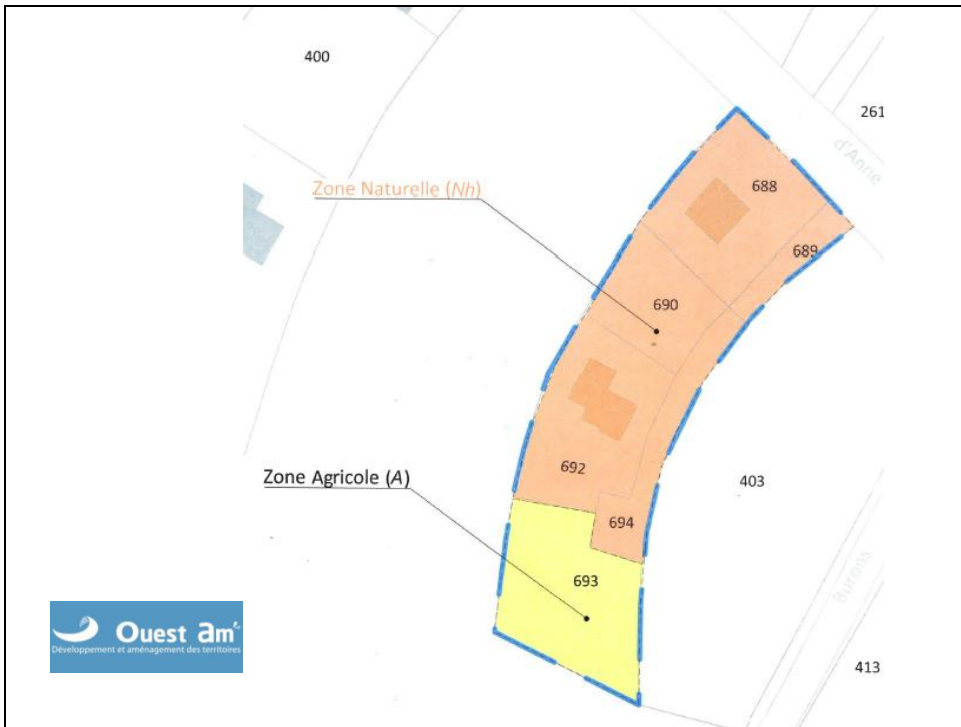 400
261
d'Anne
688
Zone Naturelle (Nh)
689
690
692
Zone Agricole (A)
403
694
693
Burons
Ouest am'
Développement et aménagement des territoires
413